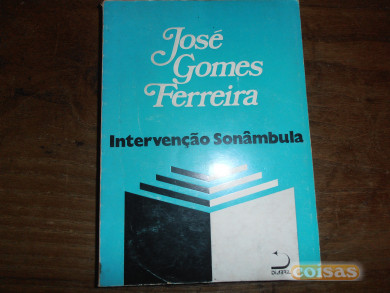 José
Gomes
Ferreira
Intervenção Sonâmbula
coisas